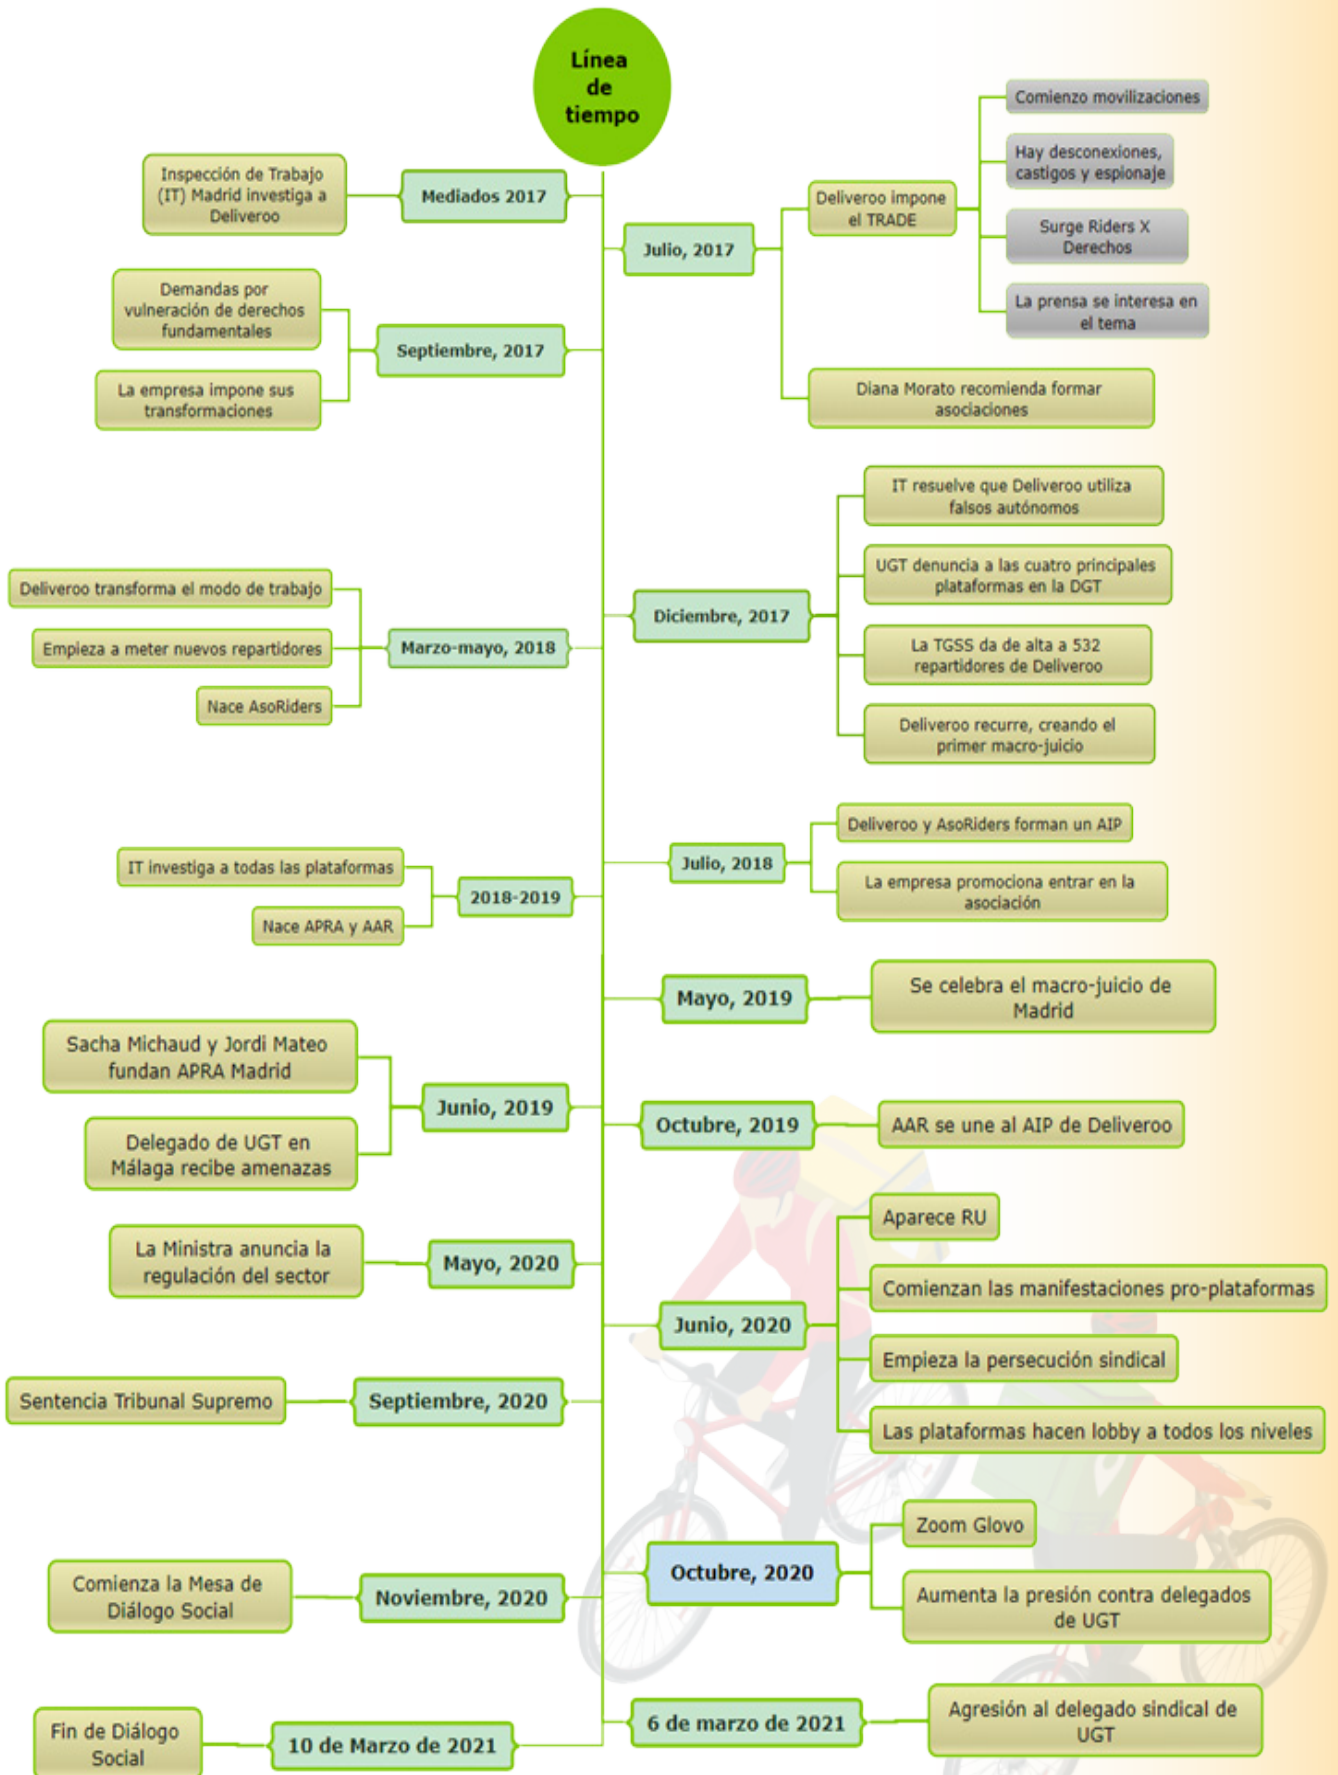 Línea
de
tiempo
Mediados 2017
Inspección de Trabajo
(IT) Madrid investiga a
Deliveroo
Julio, 2017
Deliveroo impone
el TRADE
Comienzo movilizaciones
Hay desconexiones,
castigos y espionaje
Surge Riders X
Derechos
La prensa se interesa en
el tema
Diana Morato recomienda formar
asociaciones
Septiembre, 2017
Demandas por
vulneración de derechos
fundamentales
La empresa impone sus
transformaciones
Diciembre, 2017
IT resuelve que Deliveroo utiliza
falsos autónomos
UGT denuncia a las cuatro principales
plataformas en la DGT
La TGSS da de alta a 532
repartidores de Deliveroo
Deliveroo recurre, creando el
primer macro-juicio
Marzo-mayo, 2018
Deliveroo transforma el modo de trabajo
Empieza a meter nuevos repartidores
Nace AsoRiders
Julio, 2018
Deliveroo y AsoRiders forman un AIP
La empresa promociona entrar en la
asociación
2018-2019
IT investiga a todas las plataformas
Nace APRA y AAR
Mayo, 2019
Se celebra el macro-juicio de
Madrid
Junio, 2019
Sacha Michaud y Jordi Mateo
fundan APRA Madrid
Delegado de UGT en
Málaga recibe amenazas
Octubre, 2019
AAR se une al AIP de Deliveroo
Mayo, 2020
La Ministra anuncia la
regulación del sector
Junio, 2020
Aparece RU
Comienzan las manifestaciones pro-plataformas
Empieza la persecución sindical
Las plataformas hacen lobby a todos los niveles
Septiembre, 2020
Sentencia Tribunal Supremo
Octubre, 2020
Zoom Glovo
Aumenta la presión contra delegados
de UGT
Noviembre, 2020
Comienza la Mesa de
Diálogo Social
6 de marzo de 2021
Agresión al delegado sindical de
UGT
10 de Marzo de 2021
Fin de Diálogo
Social